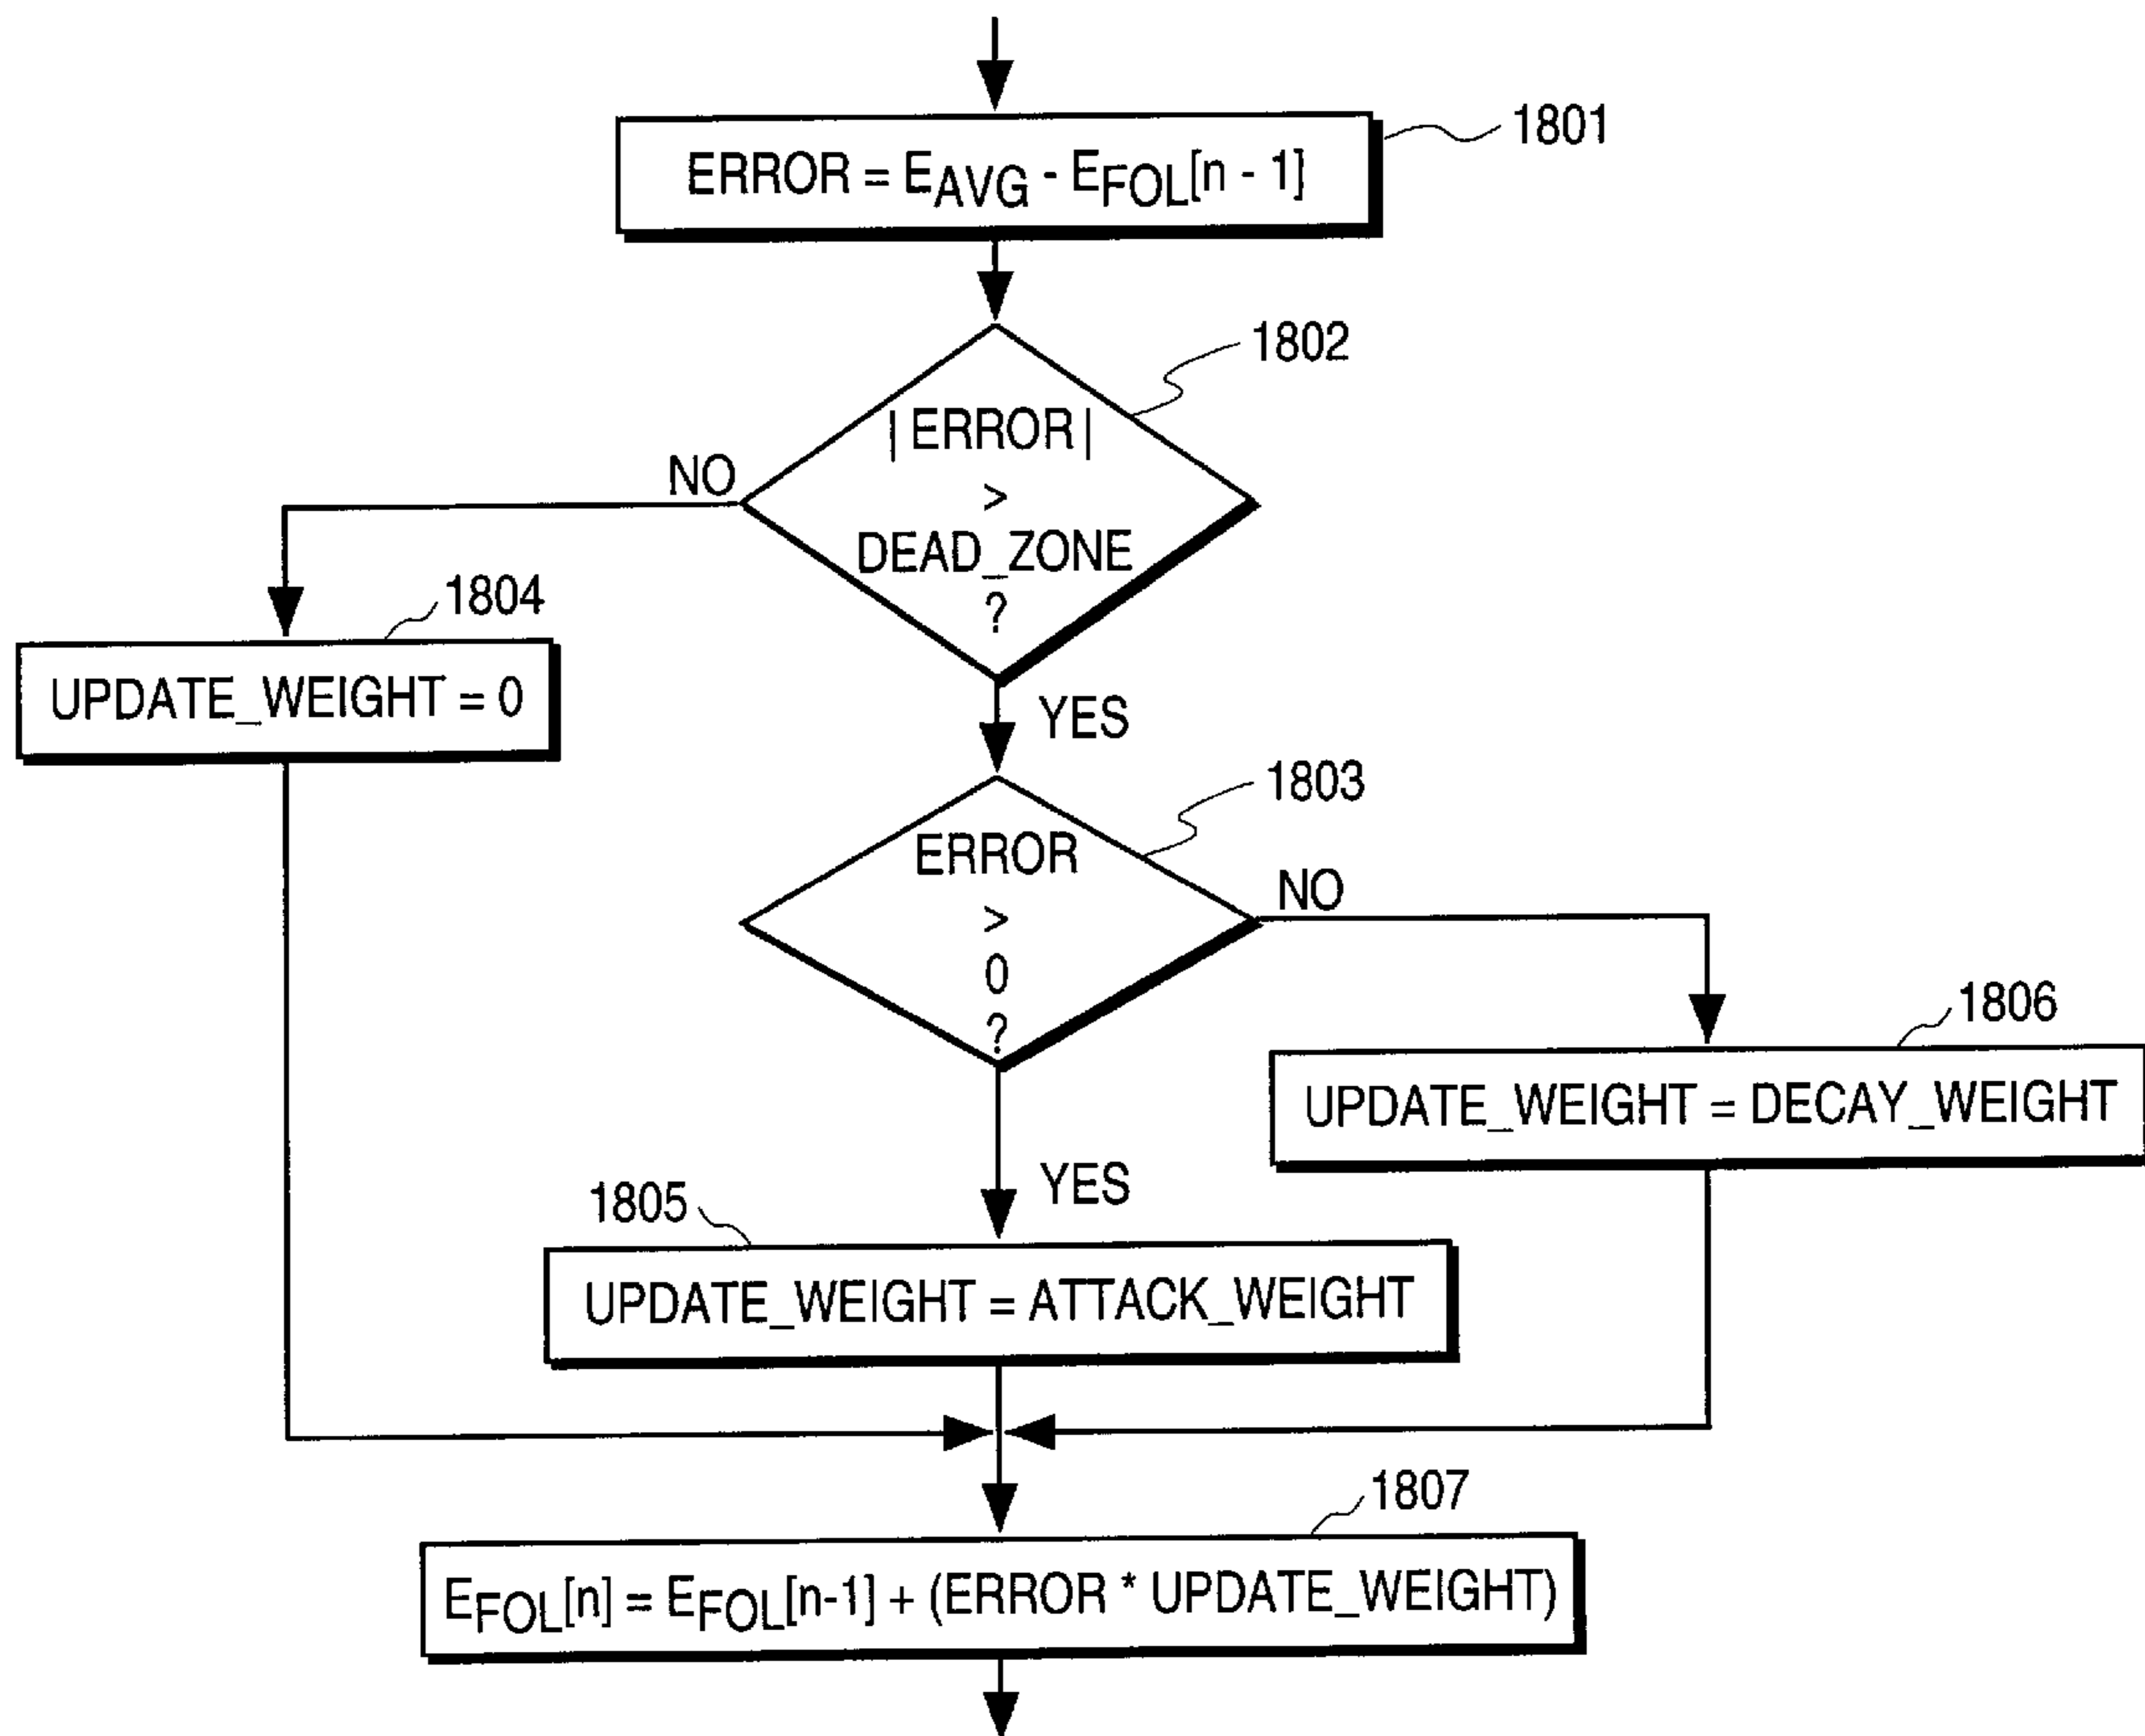 1801
ERROR = EAVG - EFOL[n - 1]
1802
|ERROR|
>
DEAD_ZONE
?
NO
YES
1804
UPDATE_WEIGHT = 0
1803
ERROR
>
0
?
NO
YES
1806
UPDATE_WEIGHT = DECAY_WEIGHT
1805
UPDATE_WEIGHT = ATTACK_WEIGHT
1807
EFOL[n] = EFOL[n-1] + (ERROR * UPDATE_WEIGHT)